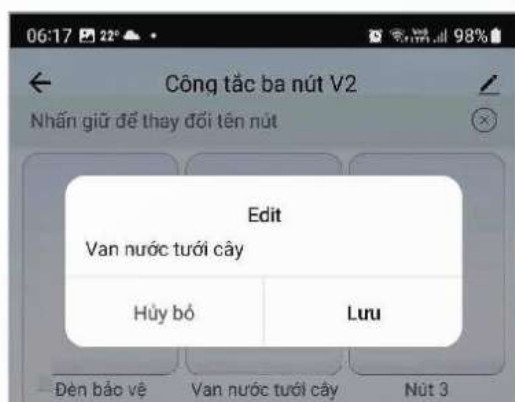 06:17 22° 98%
Công tắc ba nút V2
Nhấn giữ để thay đổi tên nút
Edit
Van nước tưới cây
Hủy bỏ Lưu
Đèn bảo vệ Van nước tưới cây Nút 3